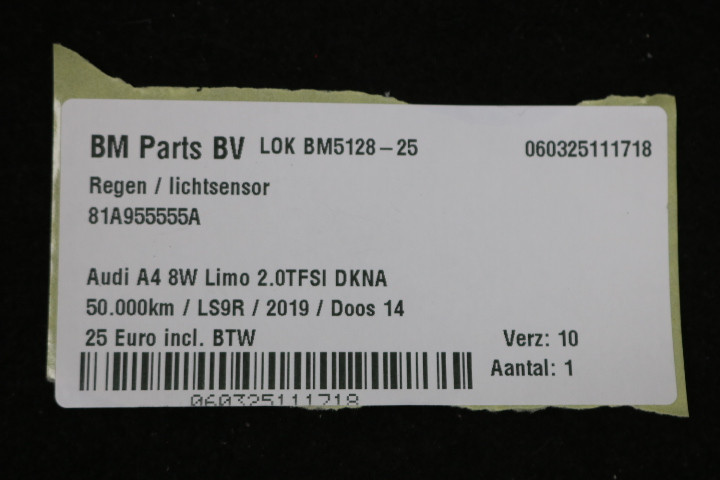 BM Parts BV LOK BM5128-25 060325111718
Regen / lichtsensor
81A955555A
Audi A4 8W Limo 2.0TFSI DKNA
50.000km / LS9R / 2019 / Doos 14
25 Euro incl. BTW Verz: 10
Aantal: 1
060325111718